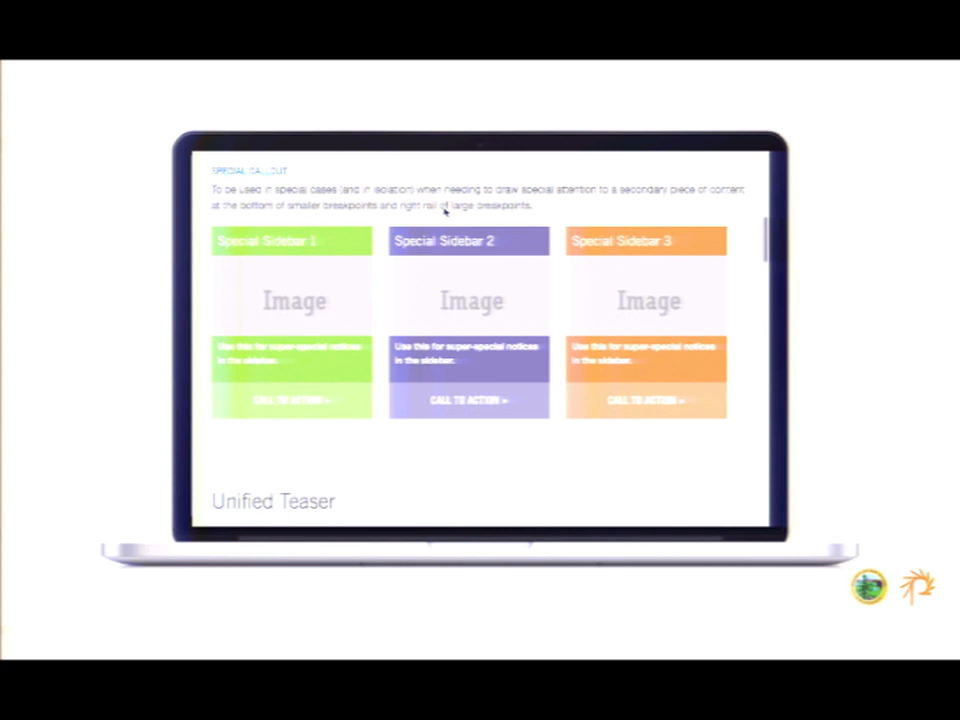 SPECIAL CALLOUT
To be used in special cases (and in isolation) when needing to draw special attention to a secondary piece of content
at the bottom of smaller breakpoints and right rail of large breakpoints.
Special Sidebar 1
Special Sidebar 2
Special Sidebar 3
Image
Image
Image
Use this for super-special notices
in the sidebar.
Use this for super-special notices
in the sidebar.
Use this for super-special notices
in the sidebar.
CALL TO ACTION ►
CALL TO ACTION ►
CALL TO ACTION ►
Unified Teaser